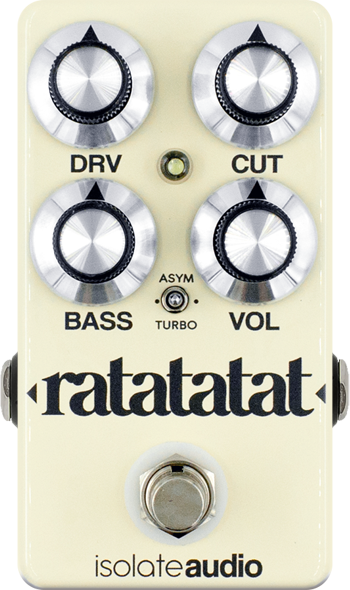 DRV CUT
ASYM
BASS VOL
TURBO
ratatatat
isolateaudio